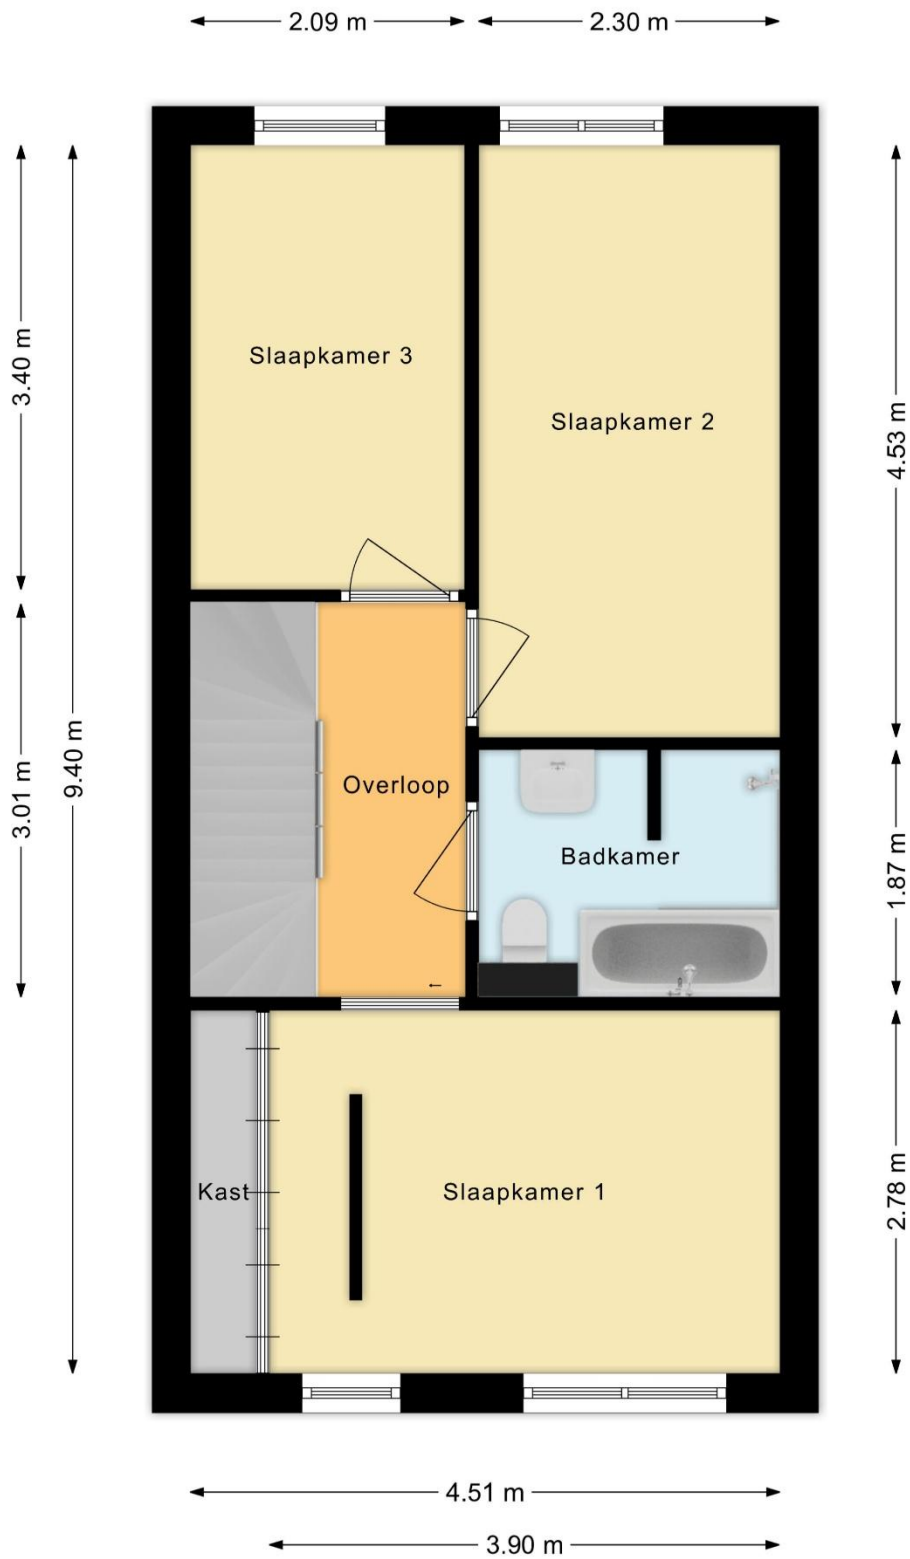 2.09 m
2.30 m
3.40 m
Slaapkamer 3
Slaapkamer 2
4.53 m
9.40 m
3.01 m
Overloop
Badkamer
1.87 m
Kast
Slaapkamer 1
2.78 m
4.51 m
3.90 m